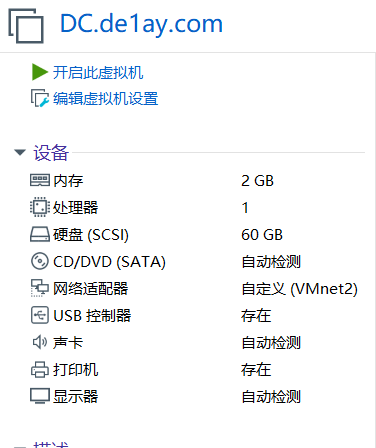 DC.de1ay.com
开启此虚拟机
编辑虚拟机设置
设备
内存 2 GB
处理器 1
硬盘 (SCSI) 60 GB
CD/DVD (SATA) 自动检测
网络适配器 自定义 (VMnet2)
USB 控制器 存在
声卡 自动检测
打印机 存在
显示器 自动检测